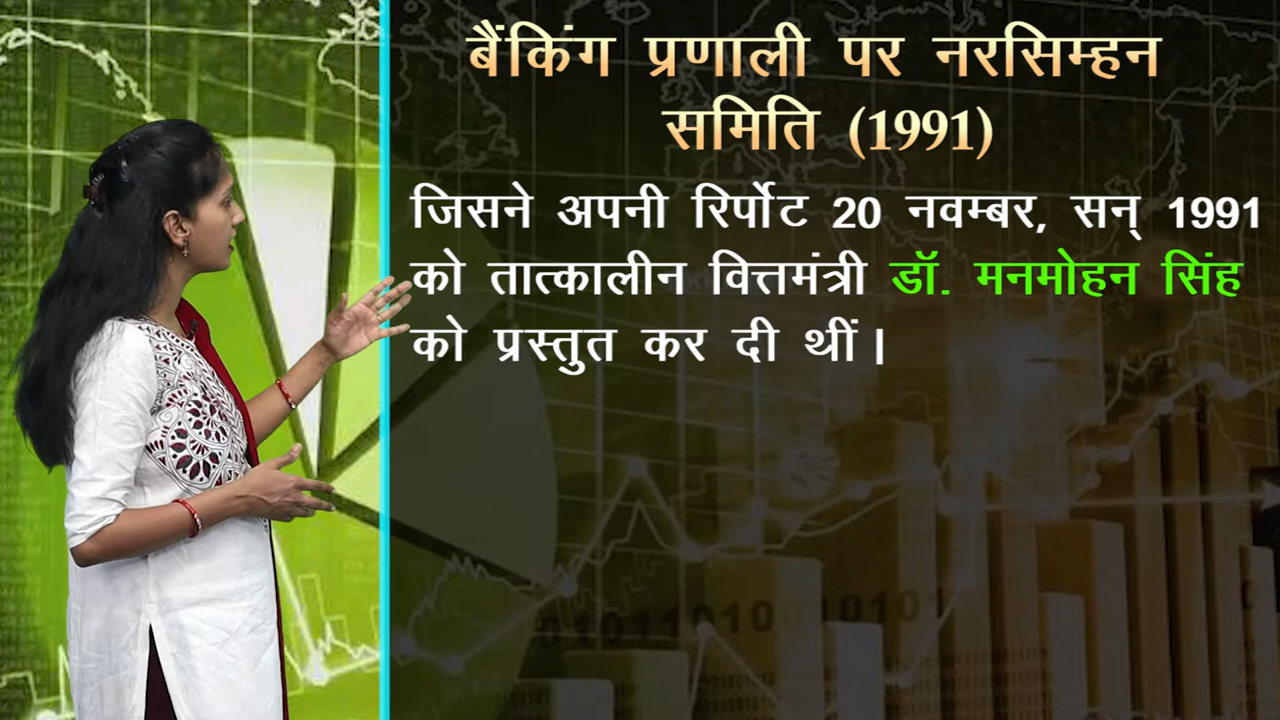 बैंकिंग प्रणाली पर नरसिम्हन
समिति (1991)
जिसने अपनी रिर्पोट 20 नवम्बर, सन् 1991
को तात्कालीन वित्तमंत्री डॉ. मनमोहन सिंह
को प्रस्तुत कर दी थीं।